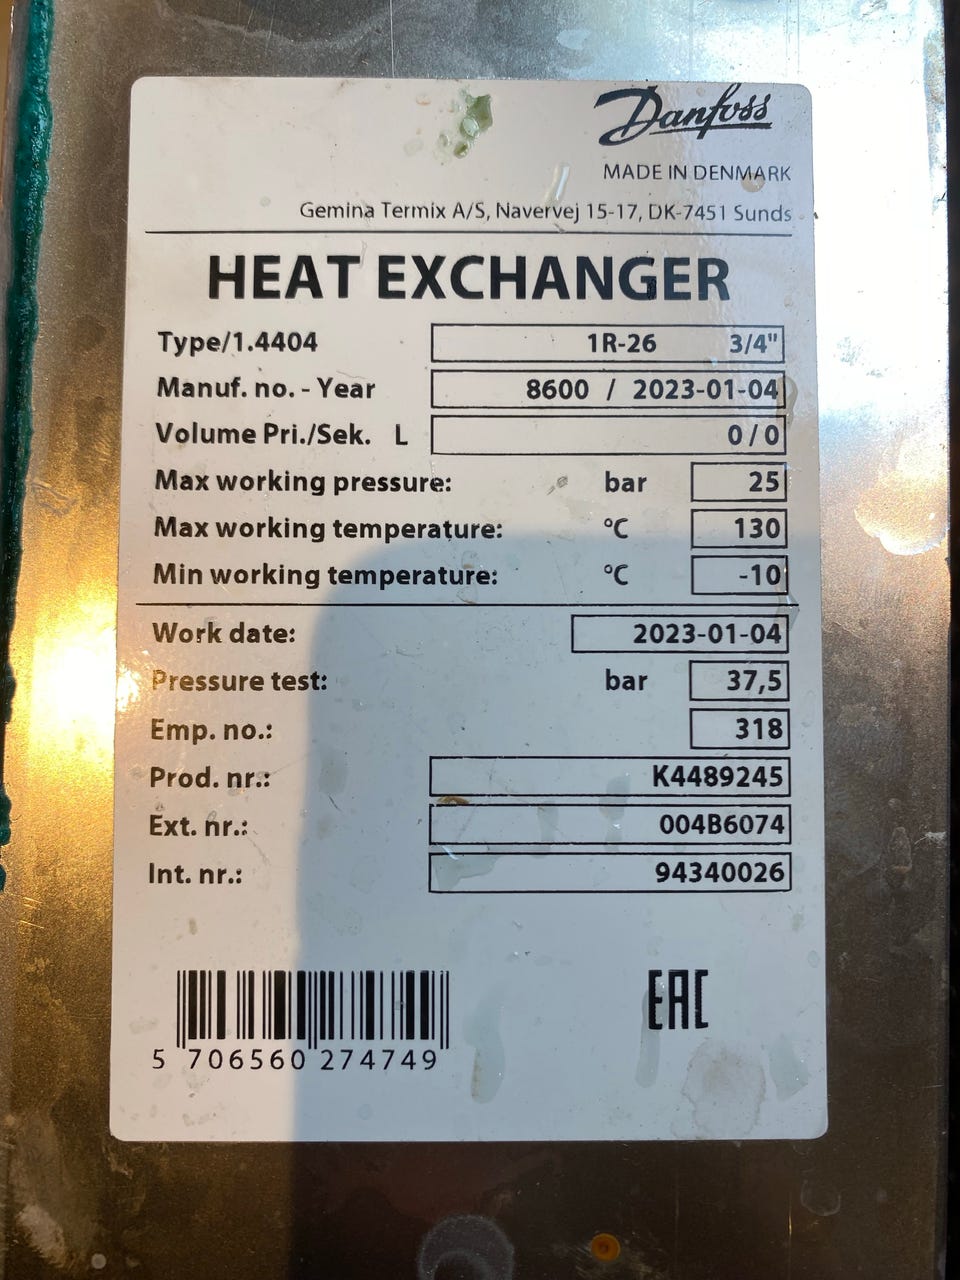 Danfoss
MADE IN DENMARK
Gemina Termix A/S, Navervej 15-17, DK-7451 Sunds
HEAT EXCHANGER
Type/1.4404 1R-26 3/4"
Manuf. no. - Year 8600 / 2023-01-04
Volume Pri./Sek. L 0 / 0
Max working pressure: bar 25
Max working temperature: °C 130
Min working temperature: °C -10
Work date: 2023-01-04
Pressure test: bar 37,5
Emp. no.: 318
Prod. nr.: K4489245
Ext. nr.: 004B6074
Int. nr.: 94340026
EAC
5 706560 274749